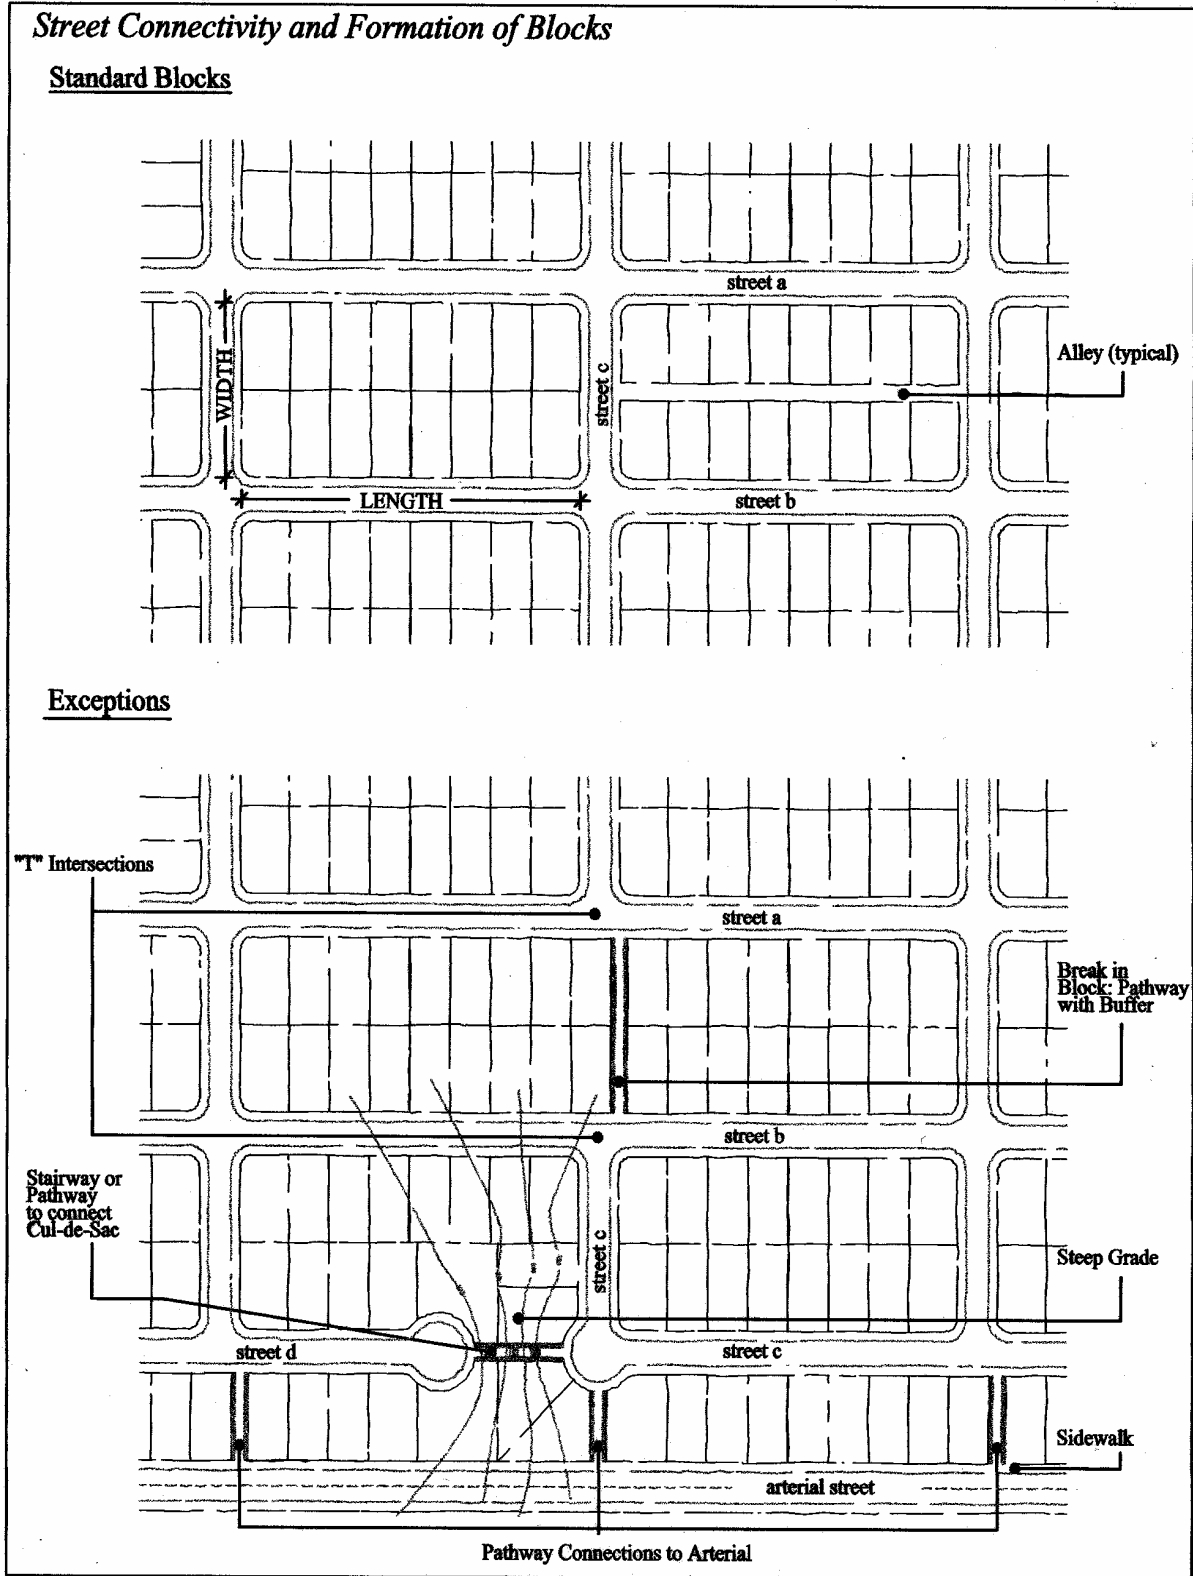 Street Connectivity and Formation of Blocks
Standard Blocks
street a
WIDTH
street c
Alley (typical)
LENGTH
street b
Exceptions
"T" Intersections
street a
Break in
Block: Pathway
with Buffer
street b
Stairway or
Pathway
to connect
Cul-de-Sac
street c
Steep Grade
street d
street c
Sidewalk
arterial street
Pathway Connections to Arterial